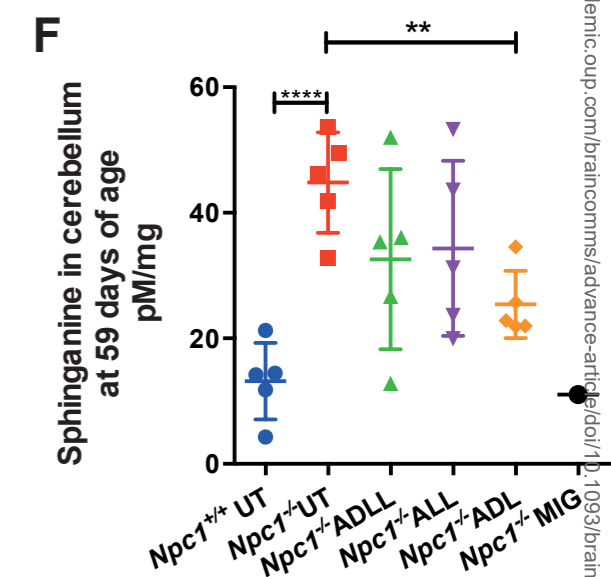 F
**
****
Sphinganine in cerebellum
at 59 days of age
pM/mg
60
40
20
0
Npc1+/+ UT
Npc1-/-UT
Npc1-/-ADLL
Npc1-/-ALL
Npc1-/-ADL
Npc1-/- MIG
demic.oup.com/braincomms/advance-article/doi/10.1093/brain